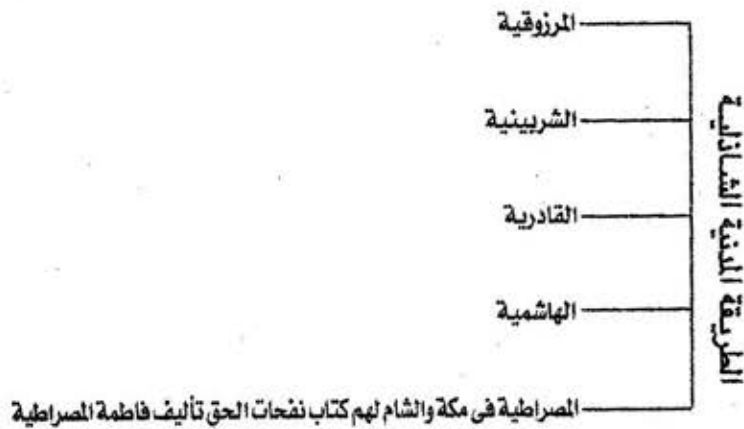 الطريقة المدنية الشاذلية
المرزوقية
الشربينية
القادرية
الهاشمية
المصراطية فى مكة والشام لهم كتاب نفحات الحق تأليف فاطمة المصراطية